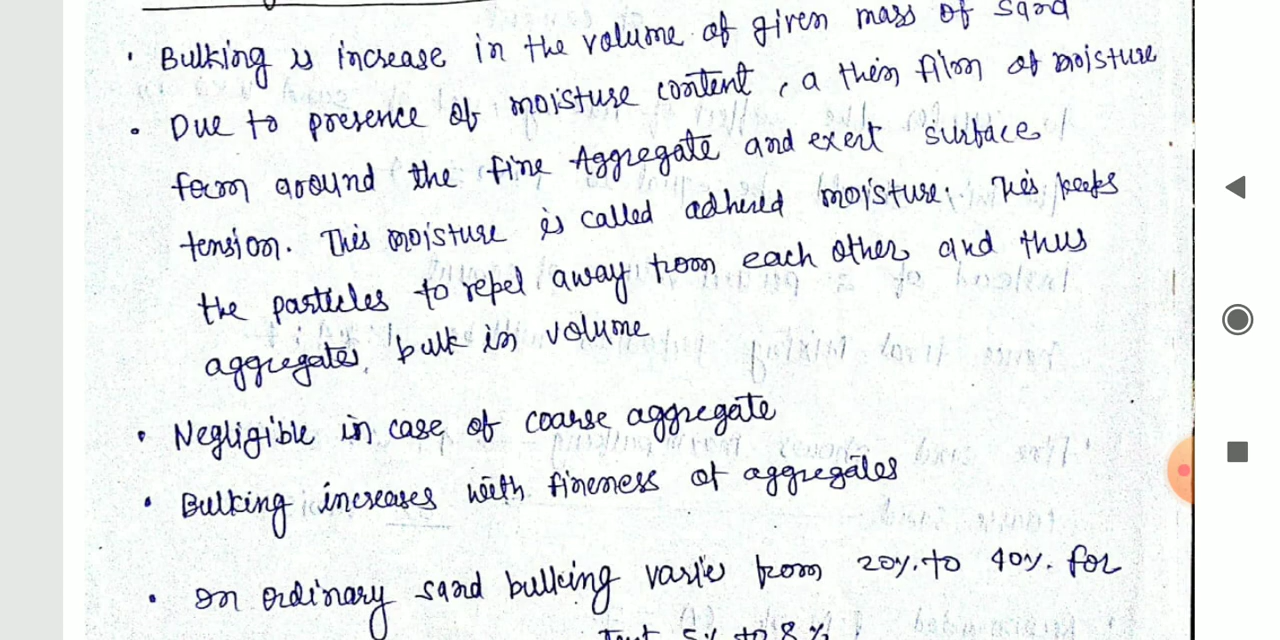 • Bulking is increase in the volume of given mass of sand
• Due to presence of moisture content, a thin film of moisture
form around the fine Aggregate and exert surface
tension. This moisture is called adhered moisture. This keeps
the particles to repel away from each other and thus
aggregates, bulk in volume
• Negligible in case of coarse aggregate
• Bulking increases with fineness of aggregates
• In ordinary sand bulking varies from 20%. to 40%. for
5% to 8%